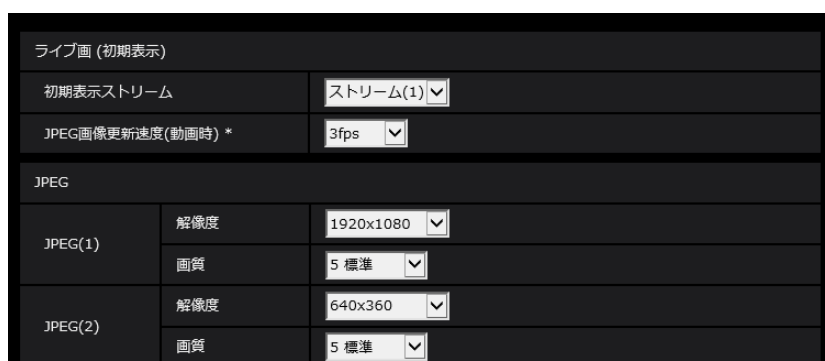 ライブ画 (初期表示)
初期表示ストリーム ストリーム(1)
JPEG画像更新速度(動画時) * 3fps
JPEG
JPEG(1)
解像度 1920x1080
画質 5 標準
JPEG(2)
解像度 640x360
画質 5 標準